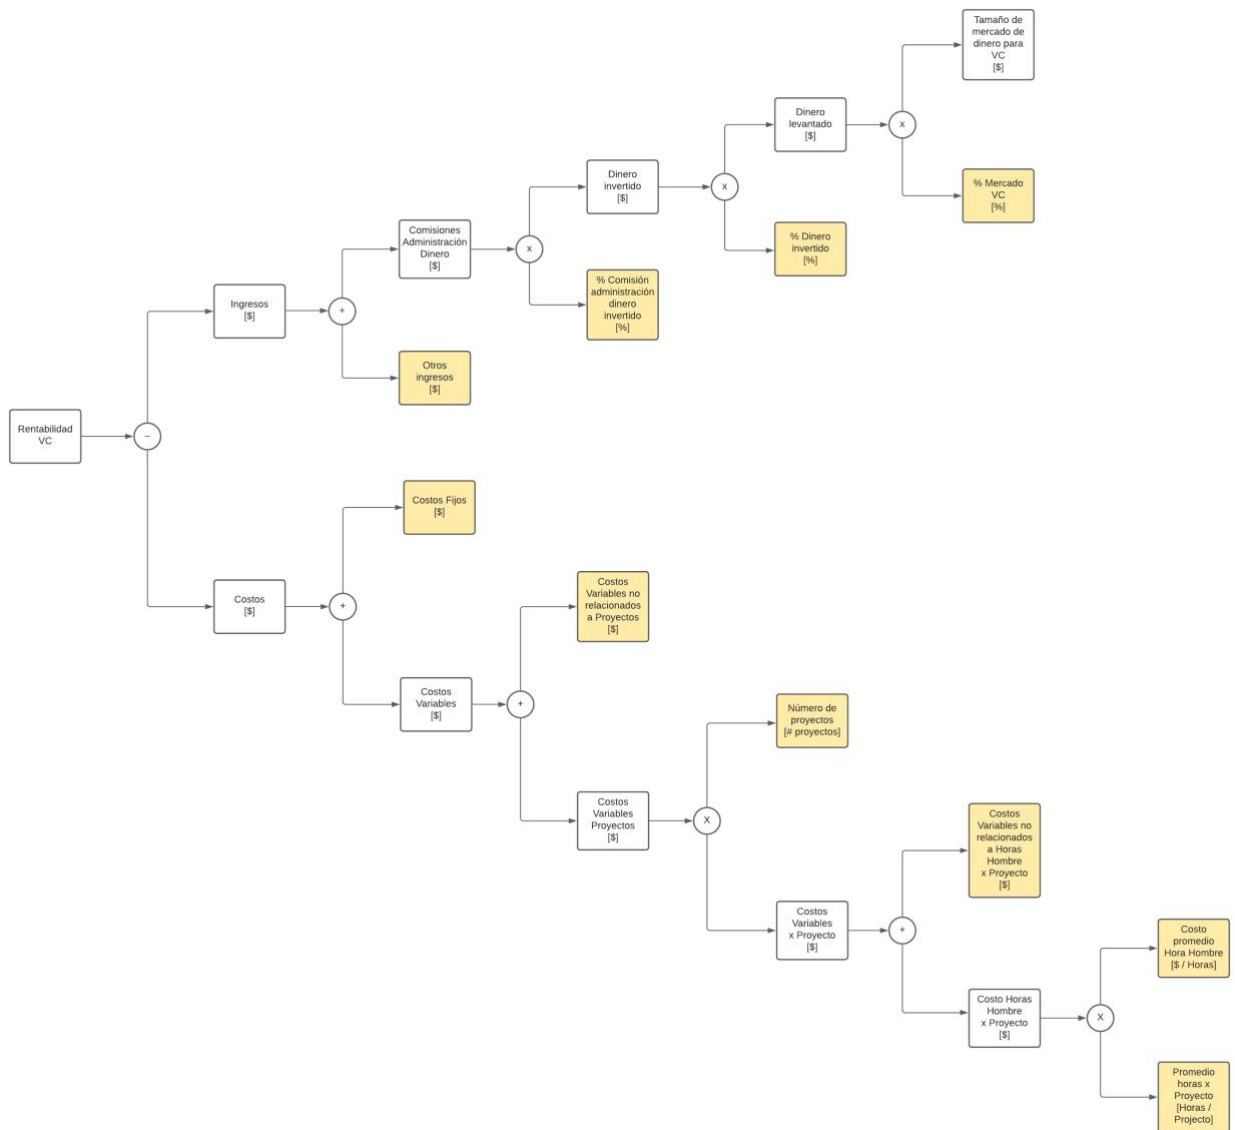 Tamaño de
mercado de
dinero para
VC
[$]
x
Dinero
levantado
[$]
% Mercado
VC
[%]
Dinero
invertido
[$]
x
% Dinero
invertido
[%]
Comisiones
Administración
Dinero
[$]
x
% Comisión
administración
dinero
invertido
[%]
Ingresos
[$]
+
Otros
ingresos
[$]
Rentabilidad
VC
–
Costos Fijos
[$]
Costos
[$]
+
Costos
Variables no
relacionados
a Proyectos
[$]
Costos
Variables
[$]
+
Número de
proyectos
[# proyectos]
Costos
Variables
Proyectos
[$]
X
Costos
Variables no
relacionados
a Horas
Hombre
x Proyecto
[$]
Costos
Variables
x Proyecto
[$]
+
Costo
promedio
Hora Hombre
[$ / Horas]
Costo Horas
Hombre
x Proyecto
[$]
X
Promedio
horas x
Proyecto
[Horas /
Projecto]